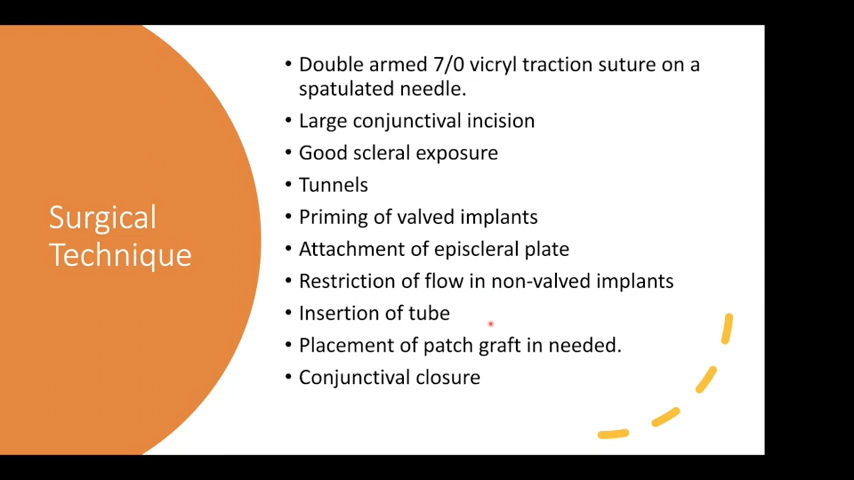 Surgical
Technique
• Double armed 7/0 vicryl traction suture on a
spatulated needle.
• Large conjunctival incision
• Good scleral exposure
• Tunnels
• Priming of valved implants
• Attachment of episcleral plate
• Restriction of flow in non-valved implants
• Insertion of tube
• Placement of patch graft in needed.
• Conjunctival closure